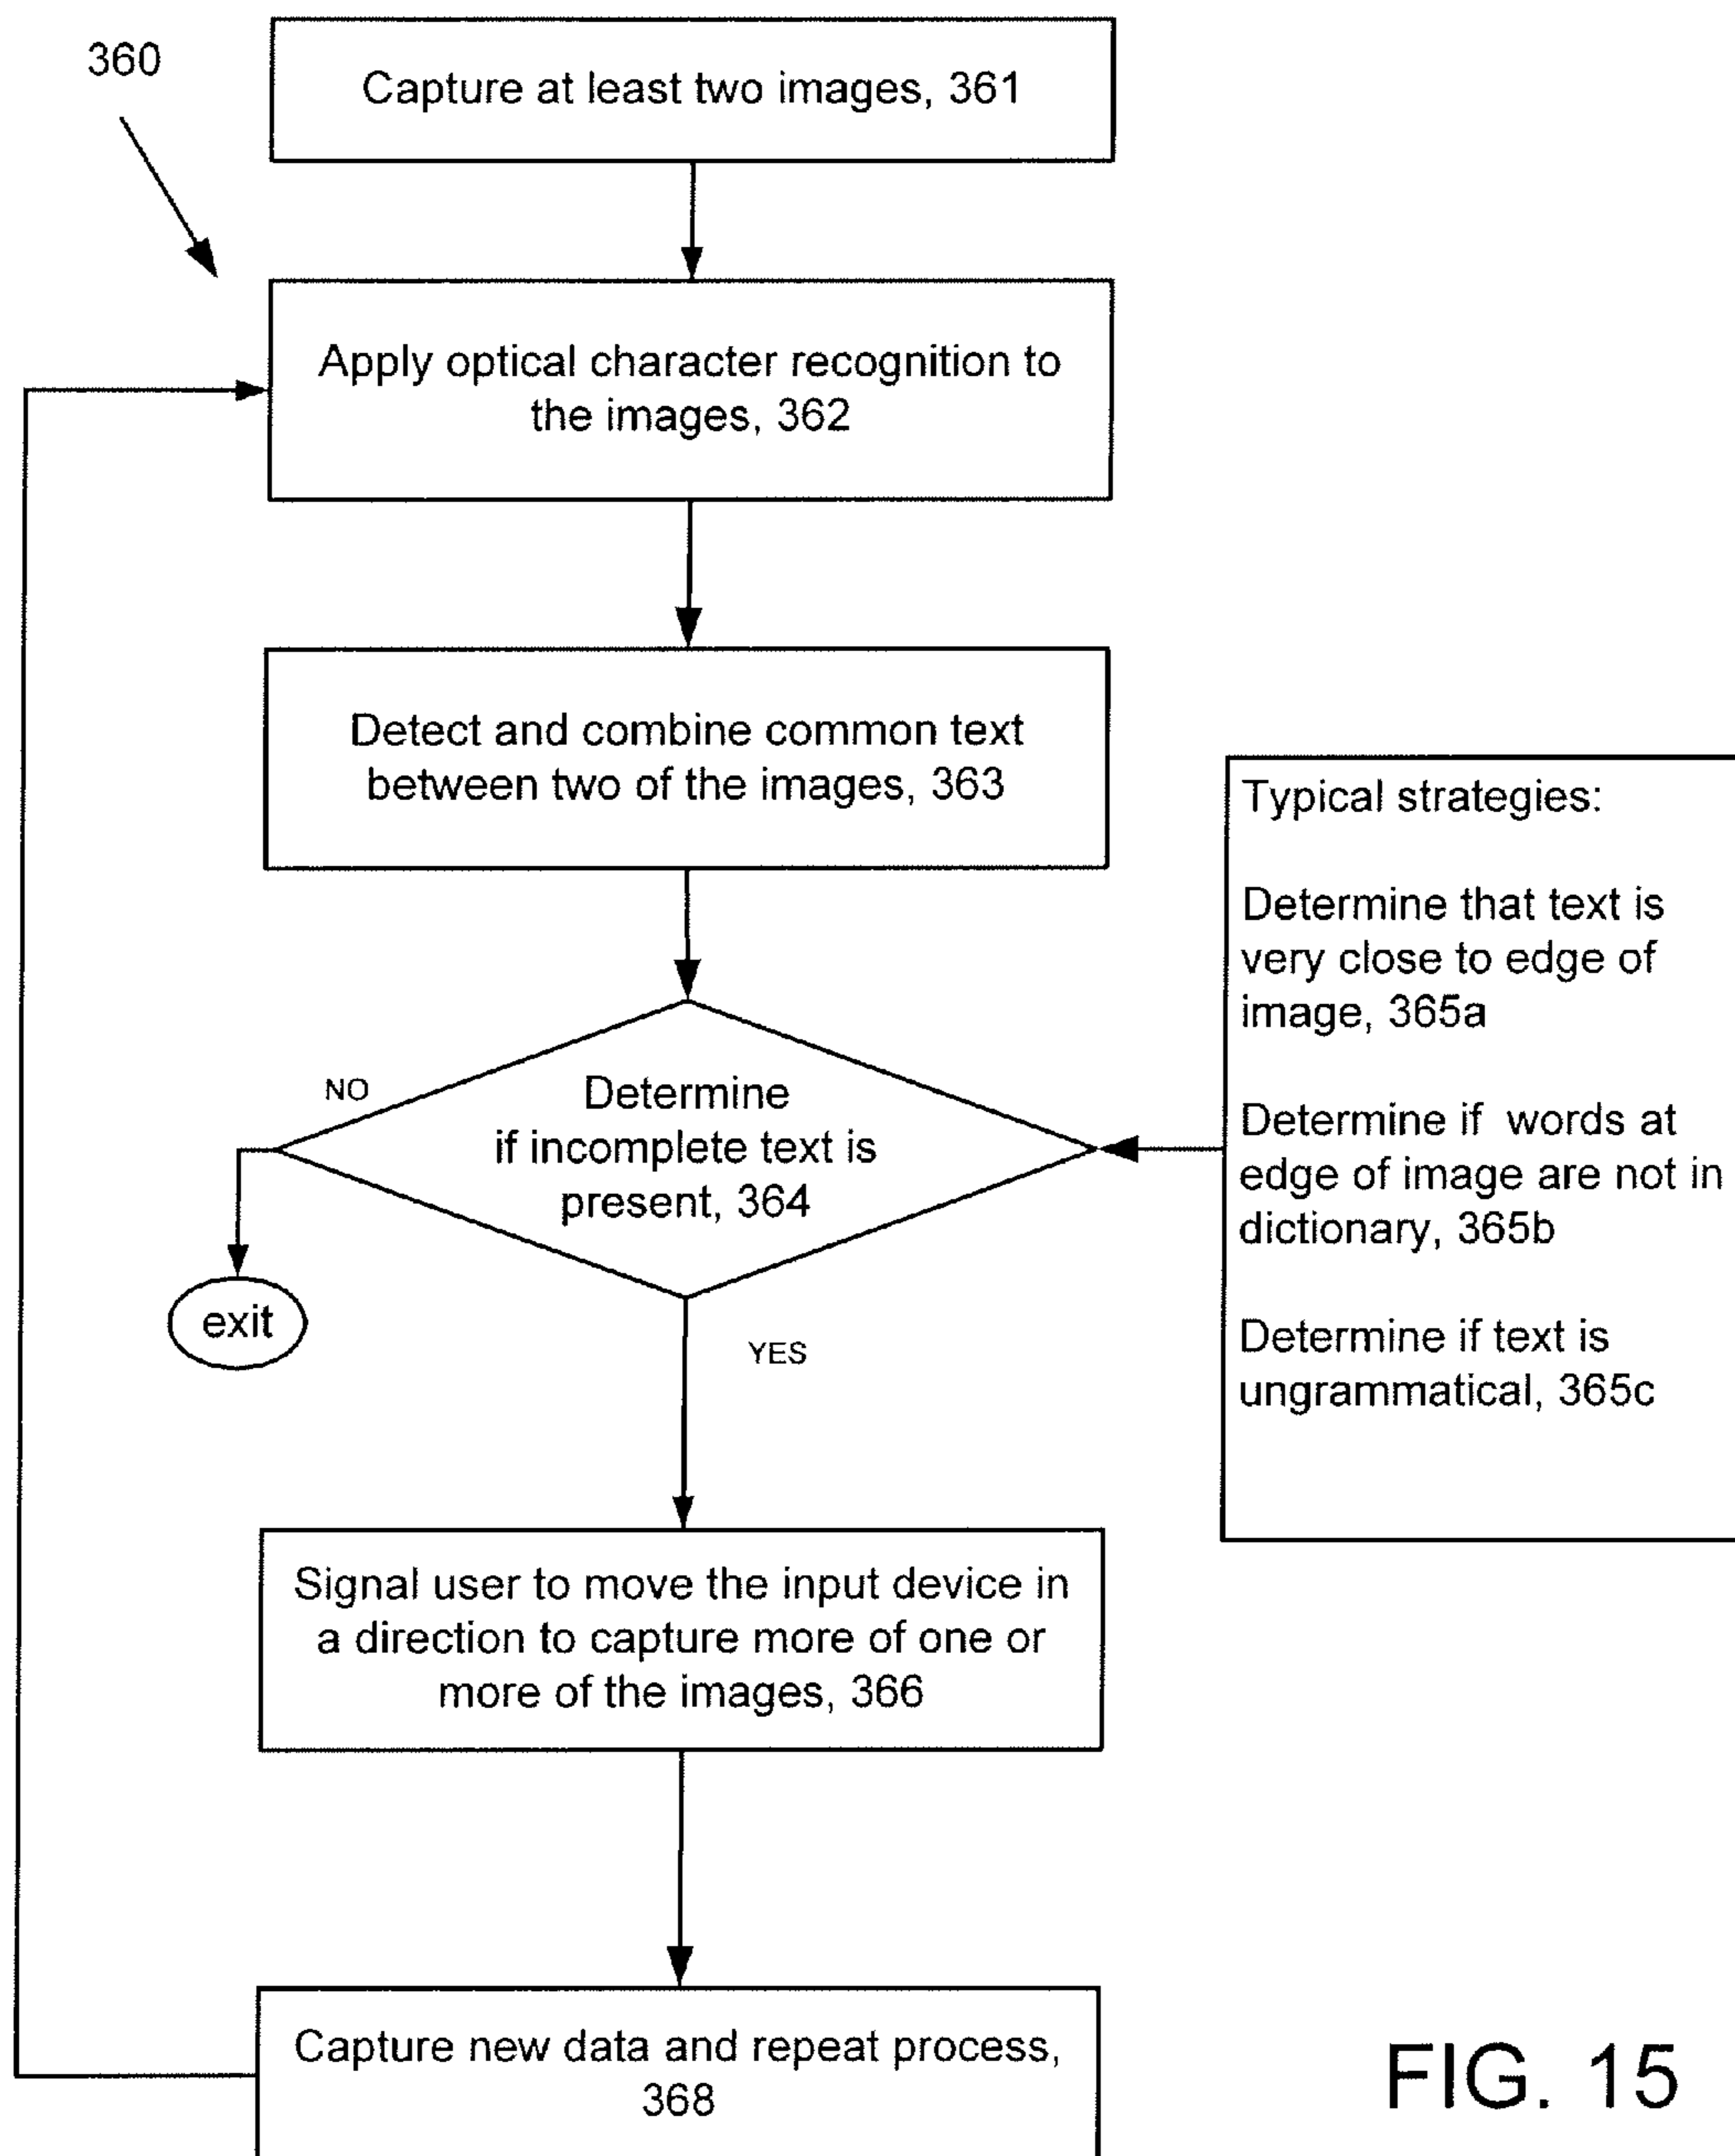 360
Capture at least two images, 361
Apply optical character recognition to
the images, 362
Detect and combine common text
between two of the images, 363
Typical strategies:
Determine that text is
very close to edge of
image, 365a
Determine if words at
edge of image are not in
dictionary, 365b
Determine if text is
ungrammatical, 365c
NO
Determine
if incomplete text is
present, 364
exit
YES
Signal user to move the input device in
a direction to capture more of one or
more of the images, 366
Capture new data and repeat process,
368
FIG. 15